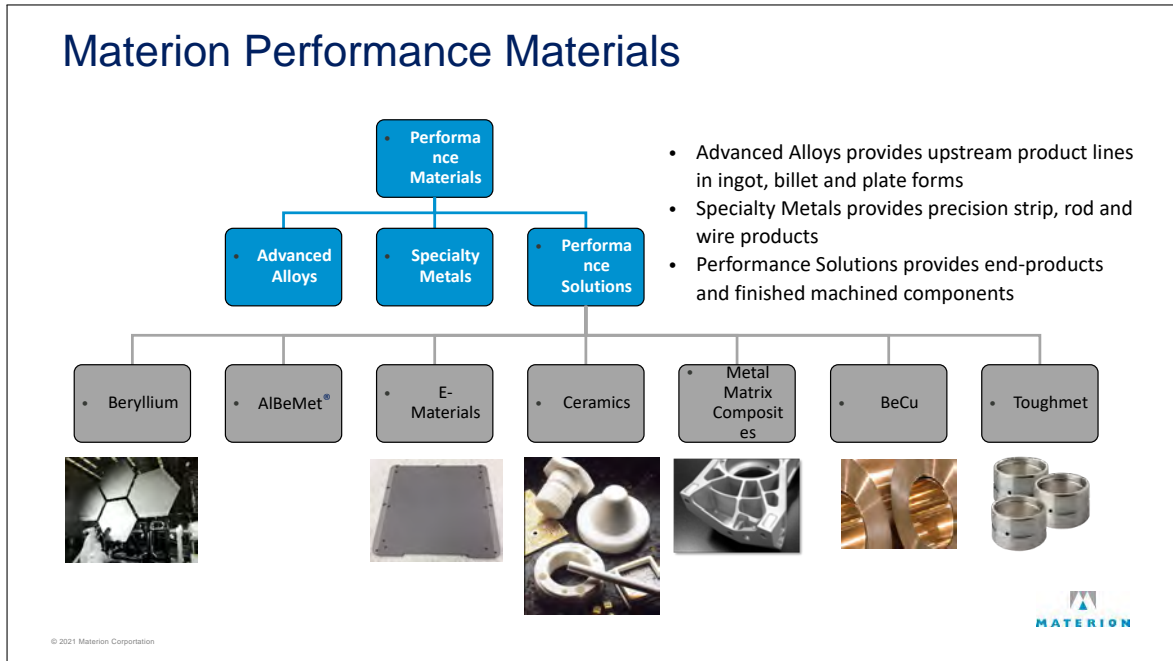 Materion Performance Materials
• Performa
nce
Materials
• Advanced
Alloys
• Specialty
Metals
• Performa
nce
Solutions
• Advanced Alloys provides upstream product lines
in ingot, billet and plate forms
• Specialty Metals provides precision strip, rod and
wire products
• Performance Solutions provides end-products
and finished machined components
• Beryllium
• AlBeMet®
• E-
Materials
• Ceramics
• Metal
Matrix
Composit
es
• BeCu
• Toughmet
MATERION
© 2021 Materion Corporation